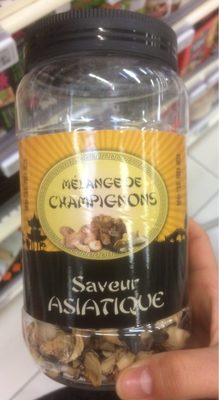 MÉLANGE DE
CHAMPIGNONS
Saveur
ASIATIQUE